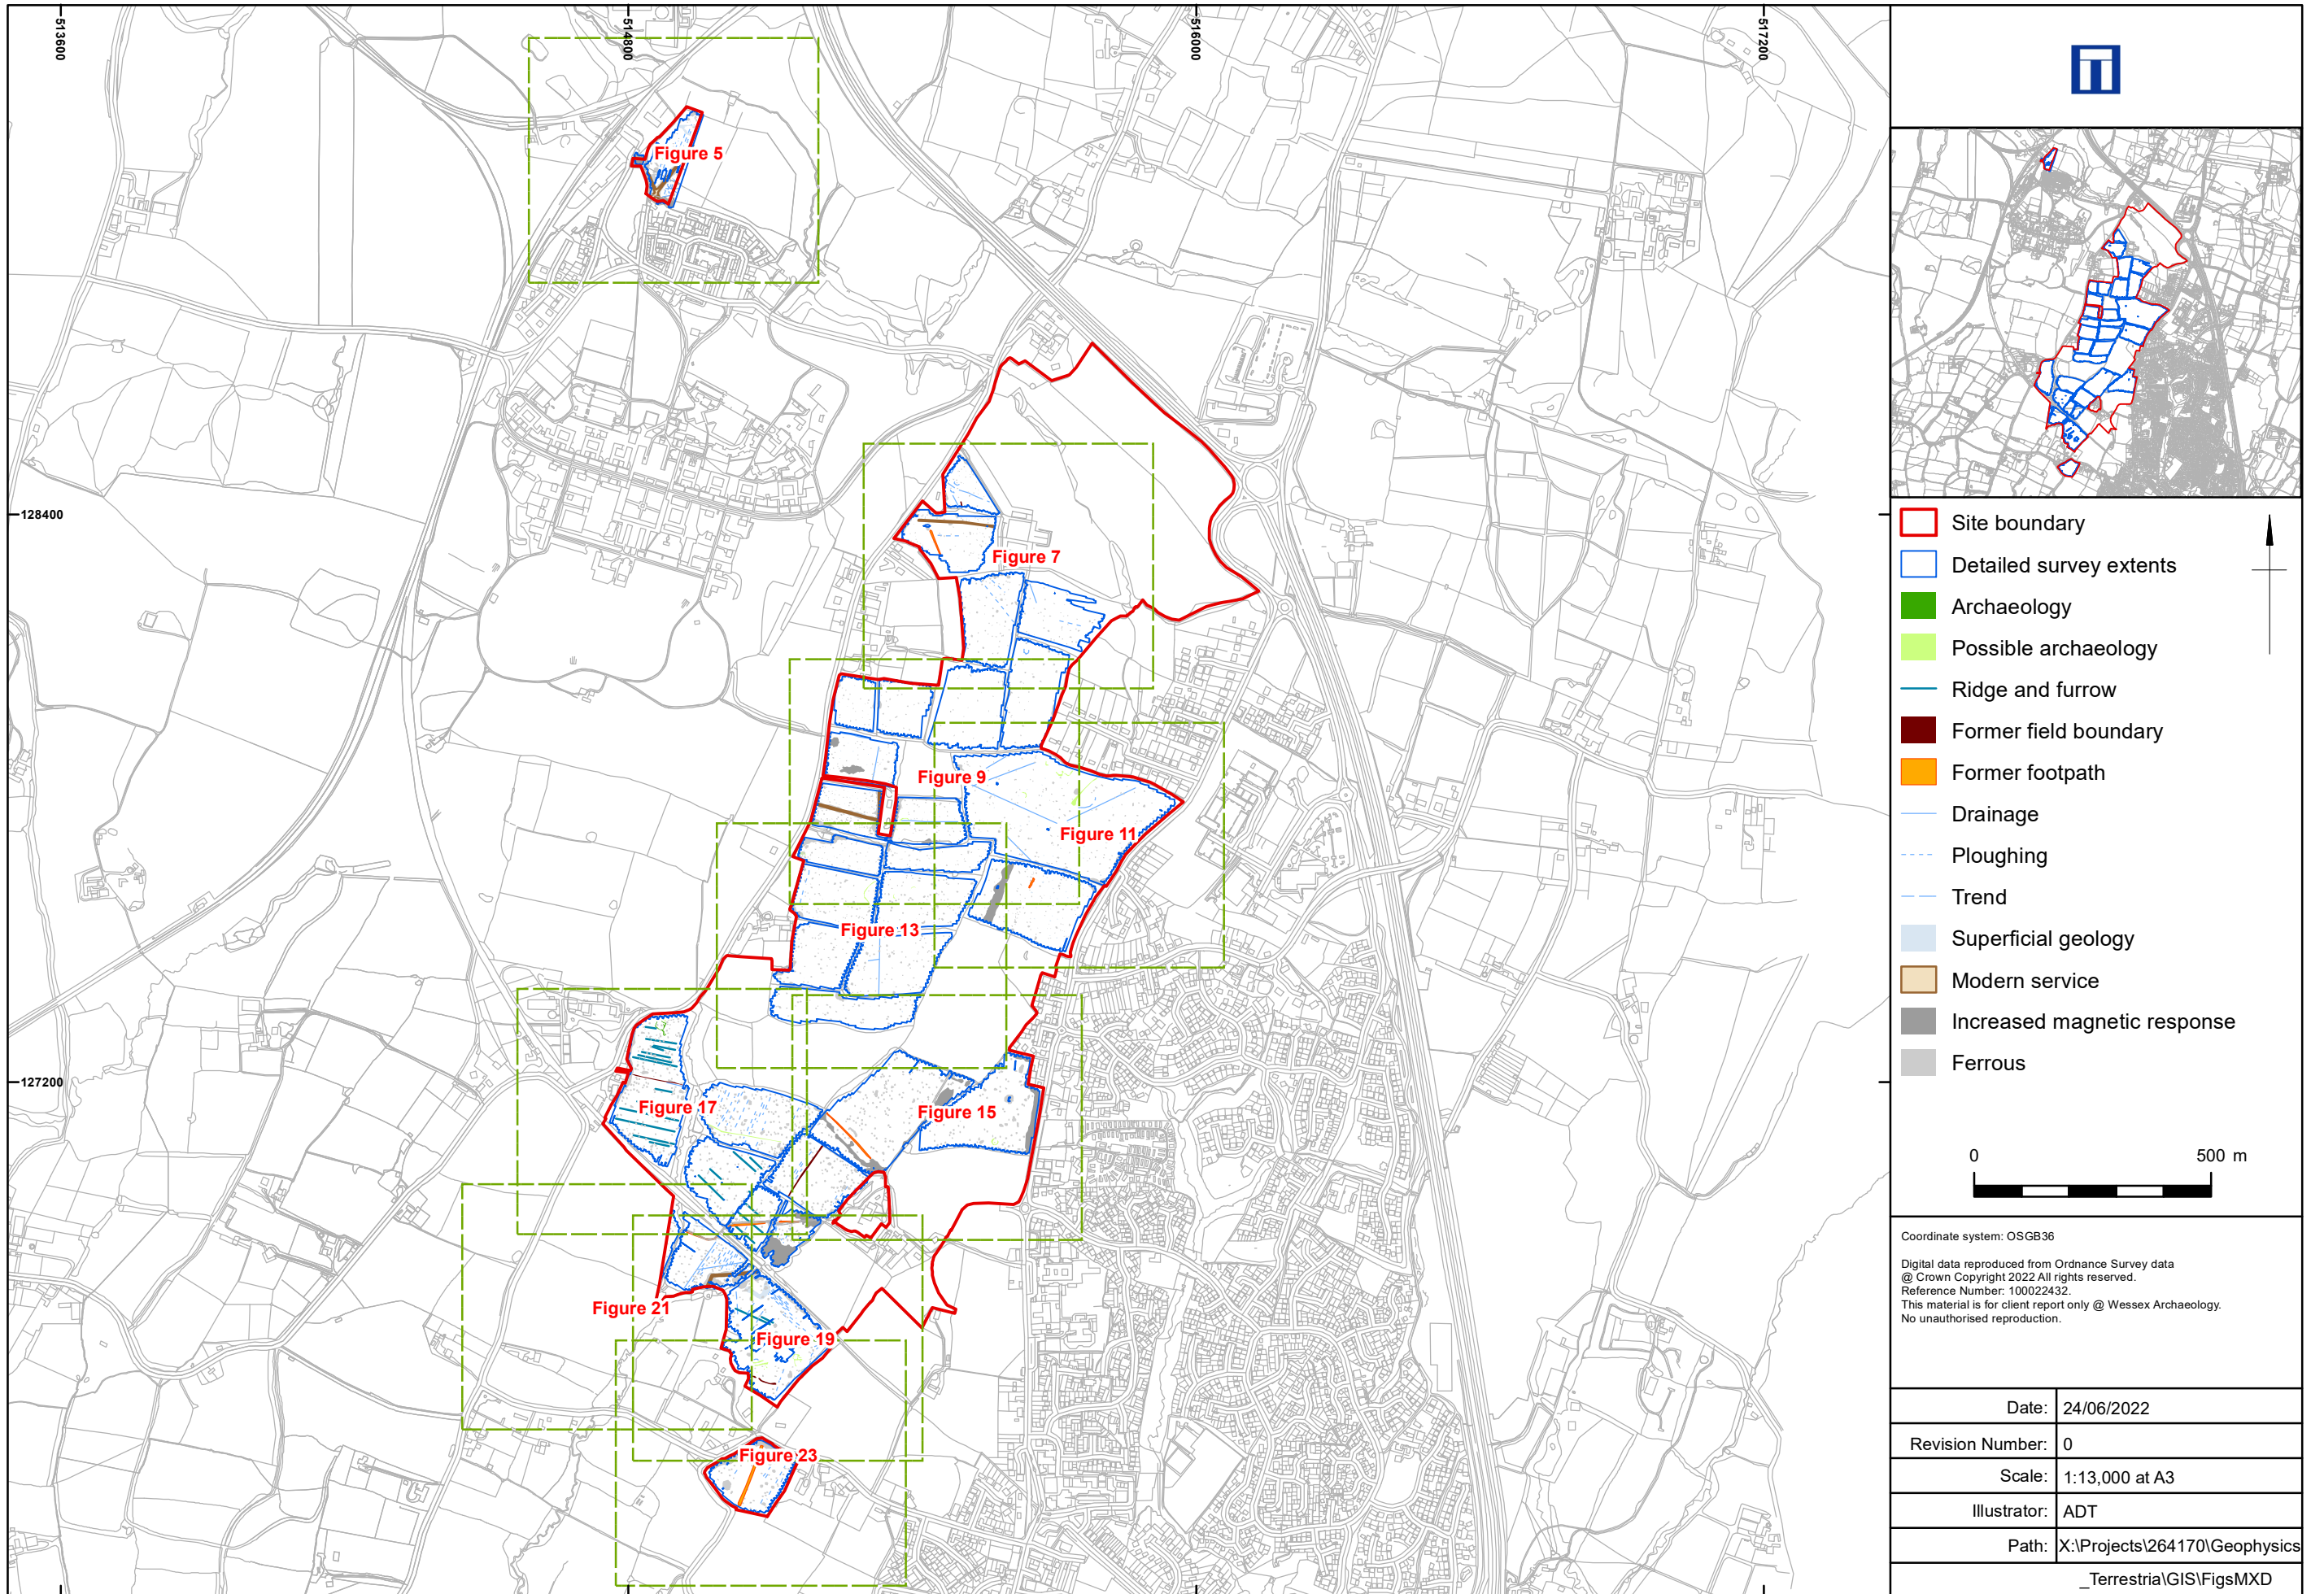 513600
514800
516000
517200
128400
127200
Figure 5
Figure 7
Figure 9
Figure 11
Figure 13
Figure 17
Figure 15
Figure 21
Figure 19
Figure 23
Site boundary
Detailed survey extents
Archaeology
Possible archaeology
Ridge and furrow
Former field boundary
Former footpath
Drainage
Ploughing
Trend
Superficial geology
Modern service
Increased magnetic response
Ferrous
0 500 m
Coordinate system: OSGB36
Digital data reproduced from Ordnance Survey data
@ Crown Copyright 2022 All rights reserved.
Reference Number: 100022432.
This material is for client report only @ Wessex Archaeology.
No unauthorised reproduction.
Date: 24/06/2022
Revision Number: 0
Scale: 1:13,000 at A3
Illustrator: ADT
Path: X:\Projects\264170\Geophysics
_Terrestria\GIS\FigsMXD